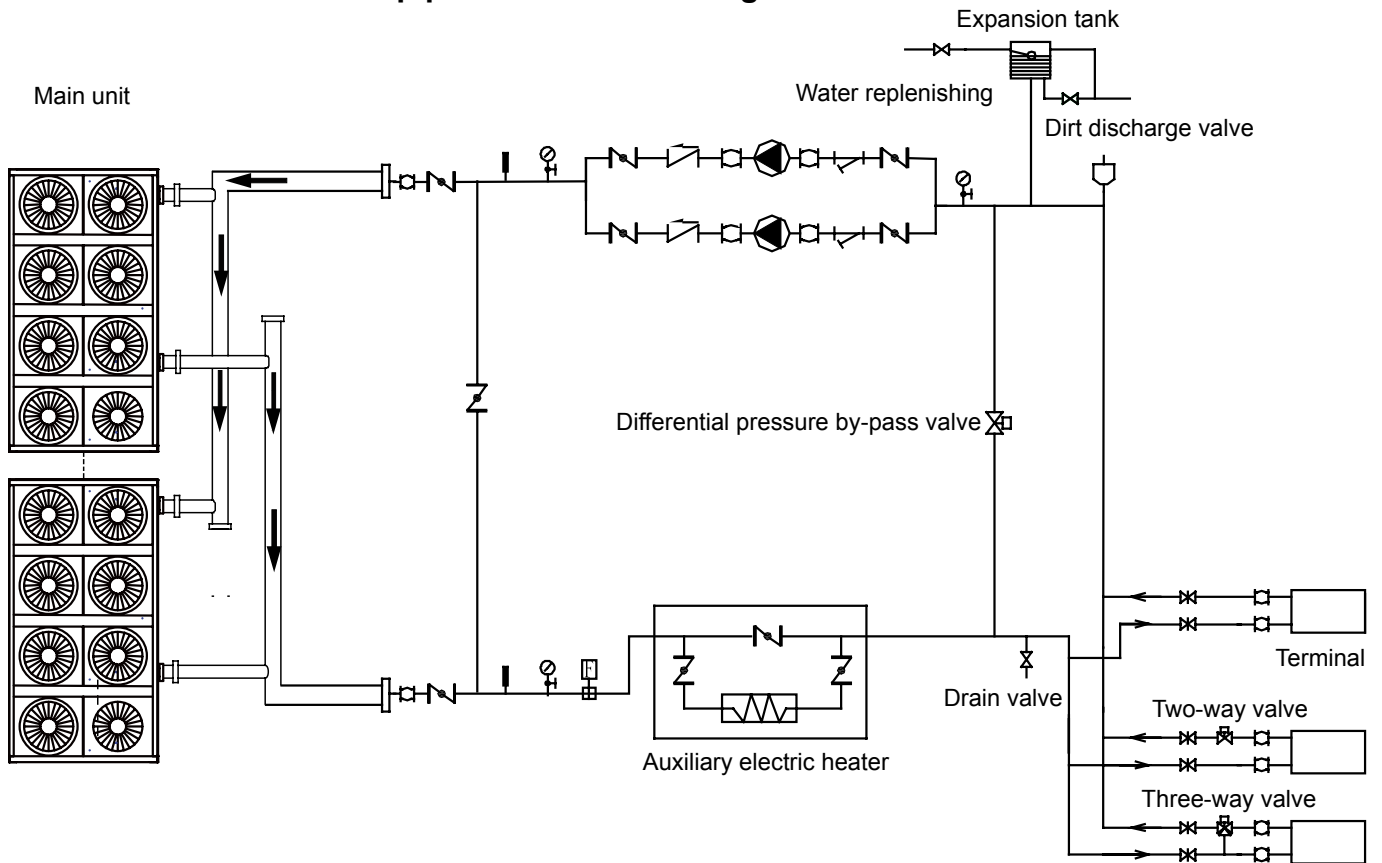 Expansion tank
Main unit
Water replenishing
Dirt discharge valve
Differential pressure by-pass valve
Terminal
Drain valve
Two-way valve
Auxiliary electric heater
Three-way valve